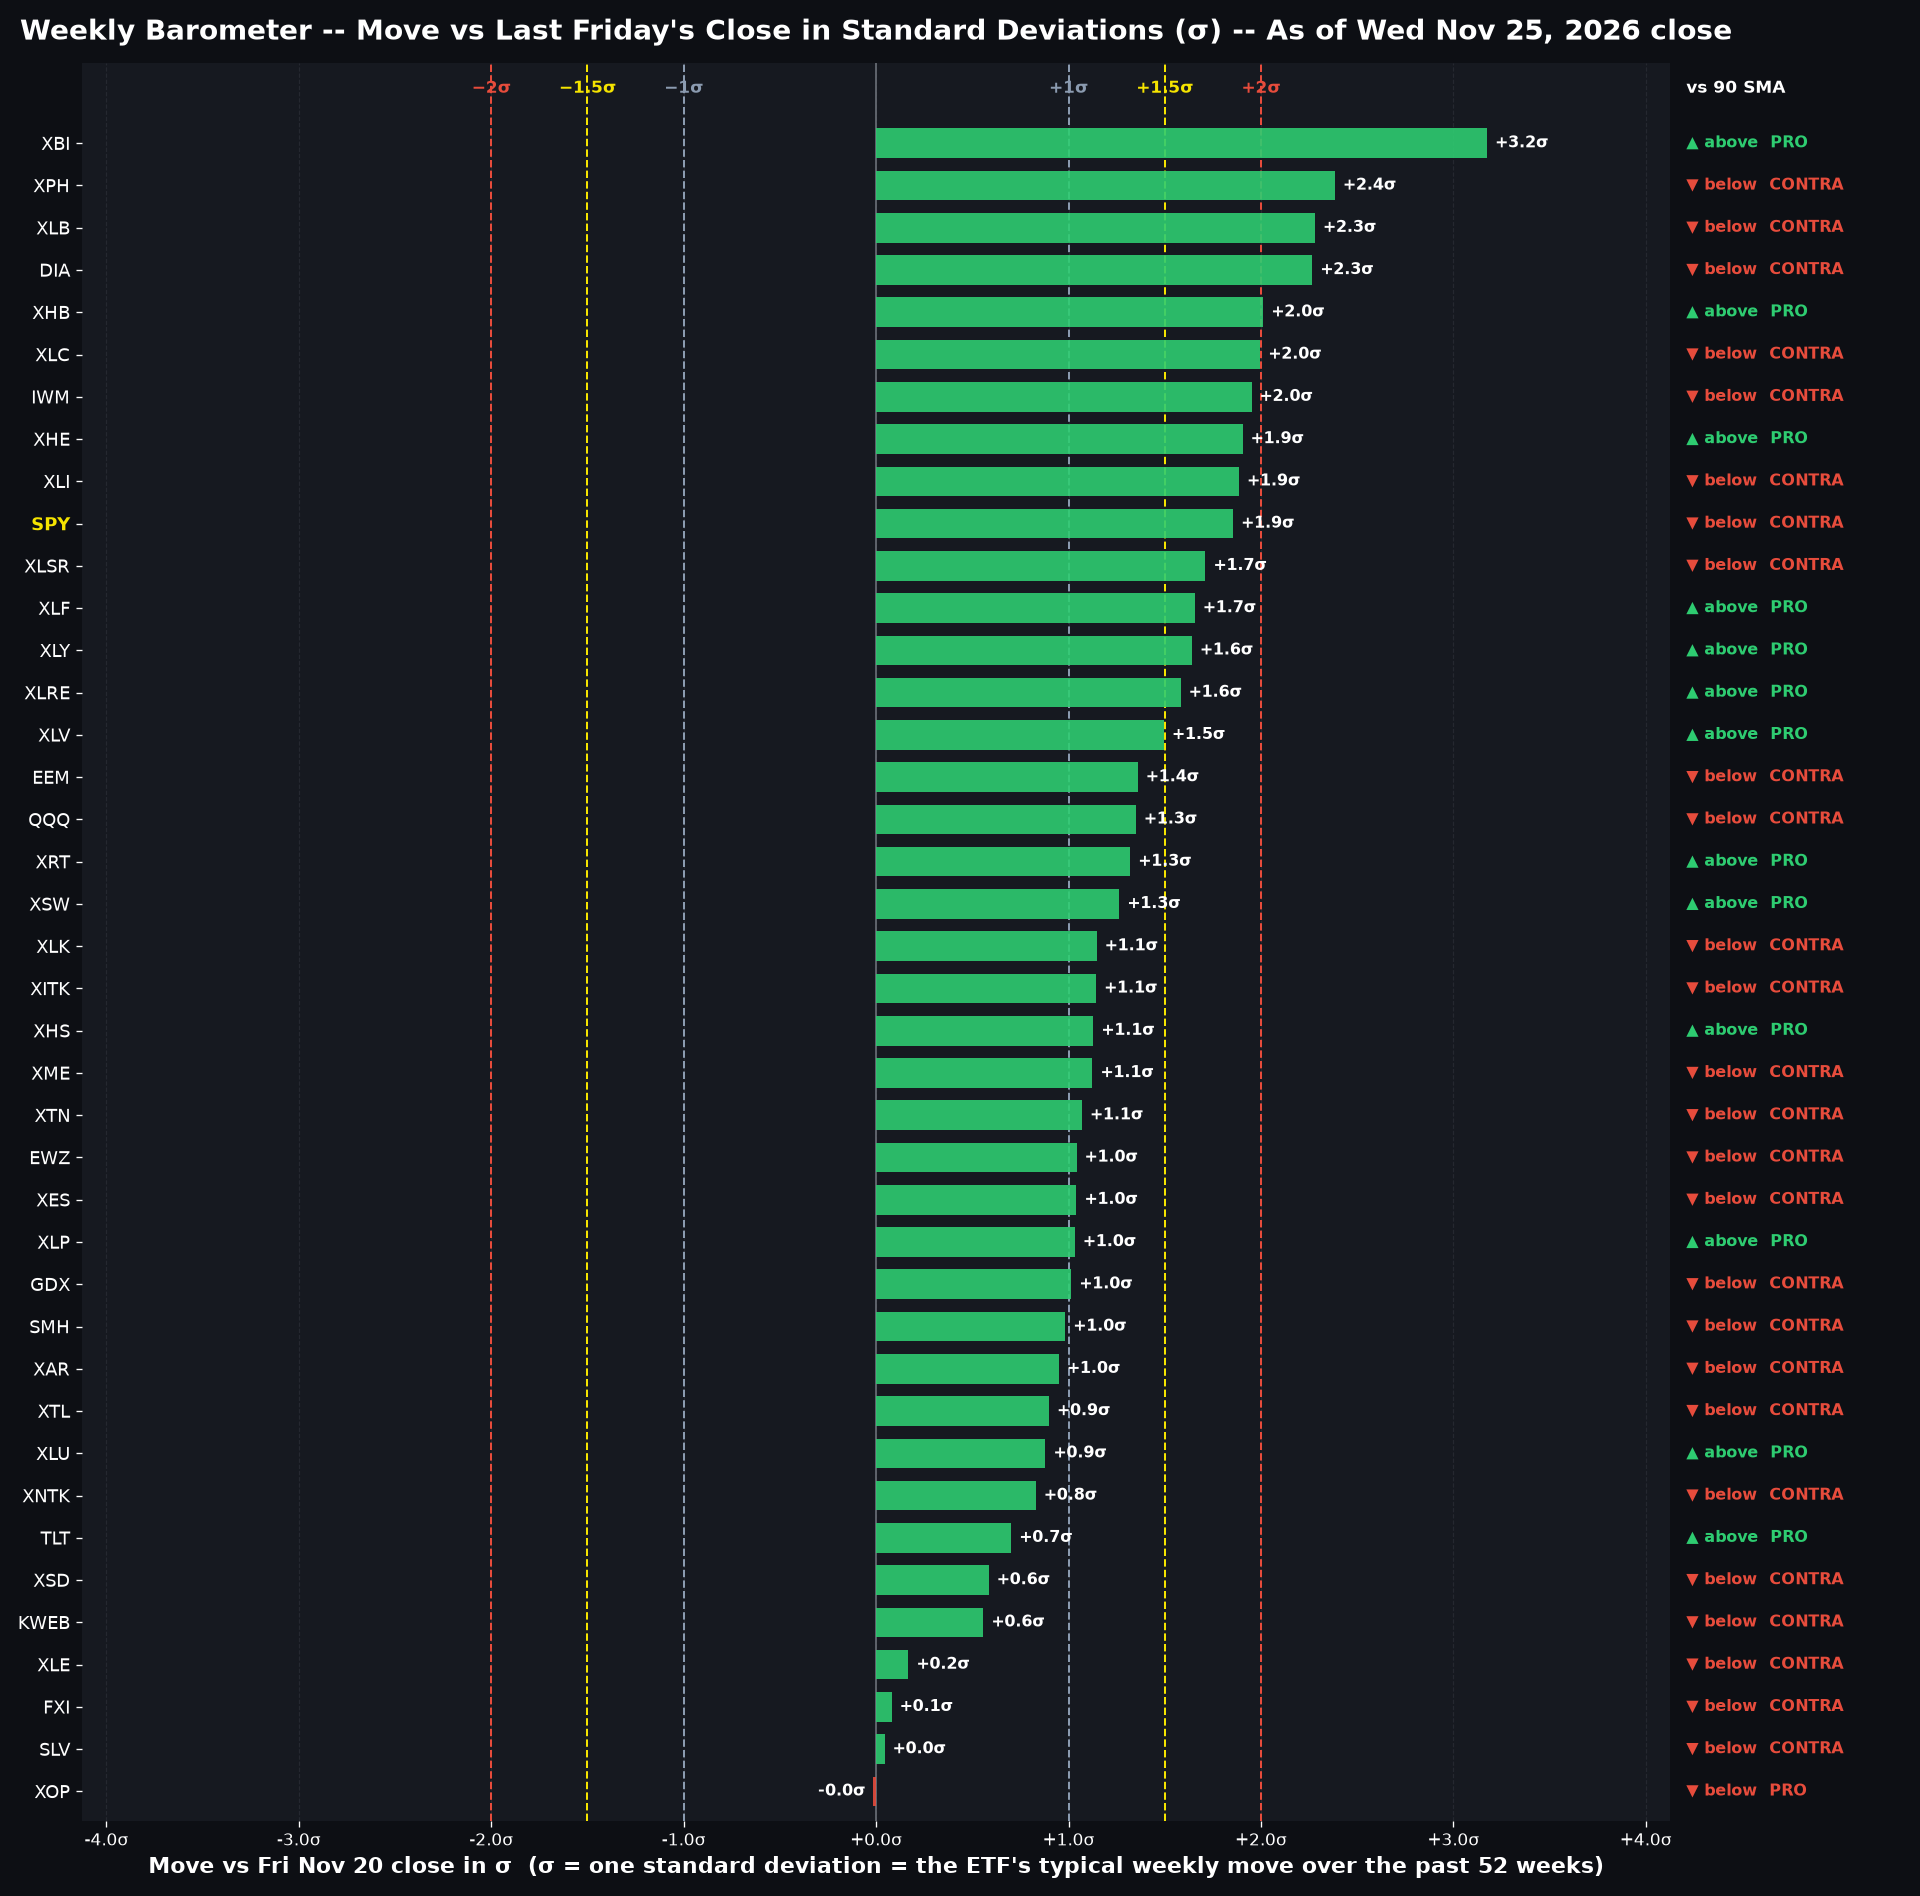 Weekly Barometer -- Move vs Last Friday's Close in Standard Deviations (σ) -- As of Wed Nov 25, 2026 close
−2σ −1.5σ −1σ +1σ +1.5σ +2σ vs 90 SMA
XBI +3.2σ ▲ above PRO
XPH +2.4σ ▼ below CONTRA
XLB +2.3σ ▼ below CONTRA
DIA +2.3σ ▼ below CONTRA
XHB +2.0σ ▲ above PRO
XLC +2.0σ ▼ below CONTRA
IWM +2.0σ ▼ below CONTRA
XHE +1.9σ ▲ above PRO
XLI +1.9σ ▼ below CONTRA
SPY +1.9σ ▼ below CONTRA
XLSR +1.7σ ▼ below CONTRA
XLF +1.7σ ▲ above PRO
XLY +1.6σ ▲ above PRO
XLRE +1.6σ ▲ above PRO
XLV +1.5σ ▲ above PRO
EEM +1.4σ ▼ below CONTRA
QQQ +1.3σ ▼ below CONTRA
XRT +1.3σ ▲ above PRO
XSW +1.3σ ▲ above PRO
XLK +1.1σ ▼ below CONTRA
XITK +1.1σ ▼ below CONTRA
XHS +1.1σ ▲ above PRO
XME +1.1σ ▼ below CONTRA
XTN +1.1σ ▼ below CONTRA
EWZ +1.0σ ▼ below CONTRA
XES +1.0σ ▼ below CONTRA
XLP +1.0σ ▲ above PRO
GDX +1.0σ ▼ below CONTRA
SMH +1.0σ ▼ below CONTRA
XAR +1.0σ ▼ below CONTRA
XTL +0.9σ ▼ below CONTRA
XLU +0.9σ ▲ above PRO
XNTK +0.8σ ▼ below CONTRA
TLT +0.7σ ▲ above PRO
XSD +0.6σ ▼ below CONTRA
KWEB +0.6σ ▼ below CONTRA
XLE +0.2σ ▼ below CONTRA
FXI +0.1σ ▼ below CONTRA
SLV +0.0σ ▼ below CONTRA
XOP -0.0σ ▼ below PRO
-4.0σ -3.0σ -2.0σ -1.0σ +0.0σ +1.0σ +2.0σ +3.0σ +4.0σ
Move vs Fri Nov 20 close in σ (σ = one standard deviation = the ETF's typical weekly move over the past 52 weeks)